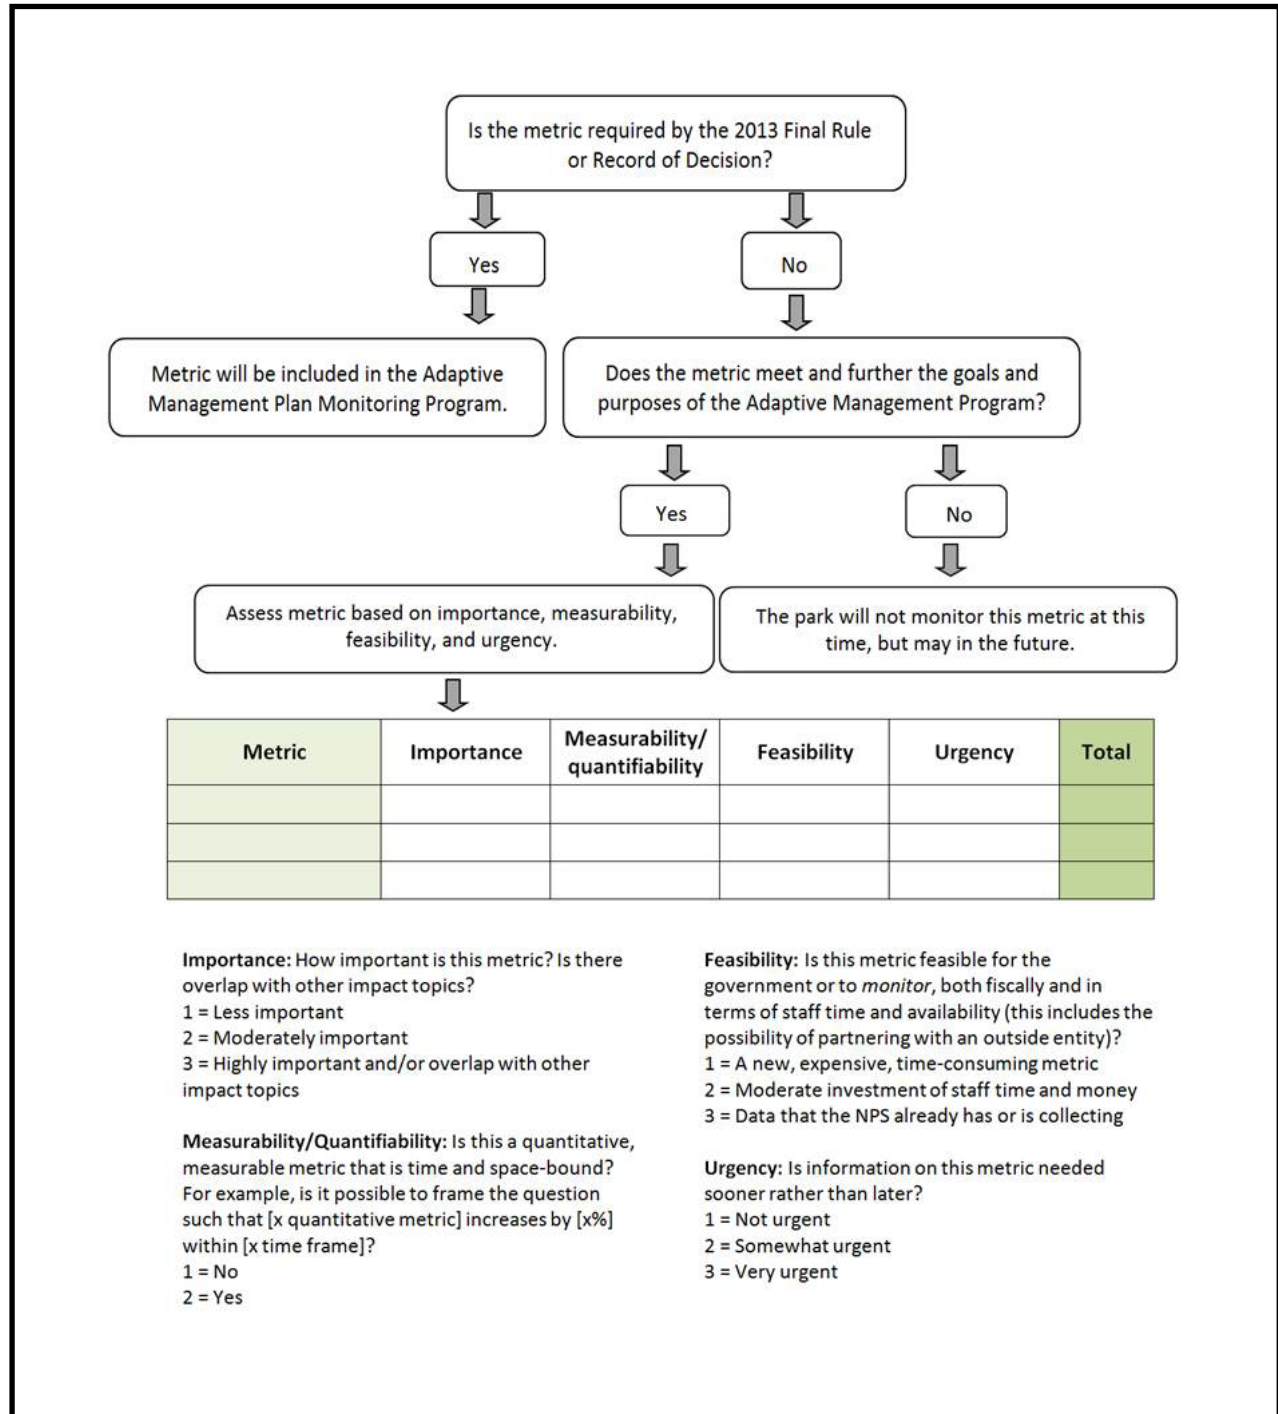 Is the metric required by the 2013 Final Rule
or Record of Decision?
Yes
No
Metric will be included in the Adaptive
Management Plan Monitoring Program.
Does the metric meet and further the goals and
purposes of the Adaptive Management Program?
Yes
No
Assess metric based on importance, measurability,
feasibility, and urgency.
The park will not monitor this metric at this
time, but may in the future.
Metric
Importance
Measurability/
quantifiability
Feasibility
Urgency
Total
Importance: How important is this metric? Is there
overlap with other impact topics?
1 = Less important
2 = Moderately important
3 = Highly important and/or overlap with other
impact topics
Measurability/Quantifiability: Is this a quantitative,
measurable metric that is time and space-bound?
For example, is it possible to frame the question
such that [x quantitative metric] increases by [x%]
within [x time frame]?
1 = No
2 = Yes
Feasibility: Is this metric feasible for the
government or to monitor, both fiscally and in
terms of staff time and availability (this includes the
possibility of partnering with an outside entity)?
1 = A new, expensive, time-consuming metric
2 = Moderate investment of staff time and money
3 = Data that the NPS already has or is collecting
Urgency: Is information on this metric needed
sooner rather than later?
1 = Not urgent
2 = Somewhat urgent
3 = Very urgent